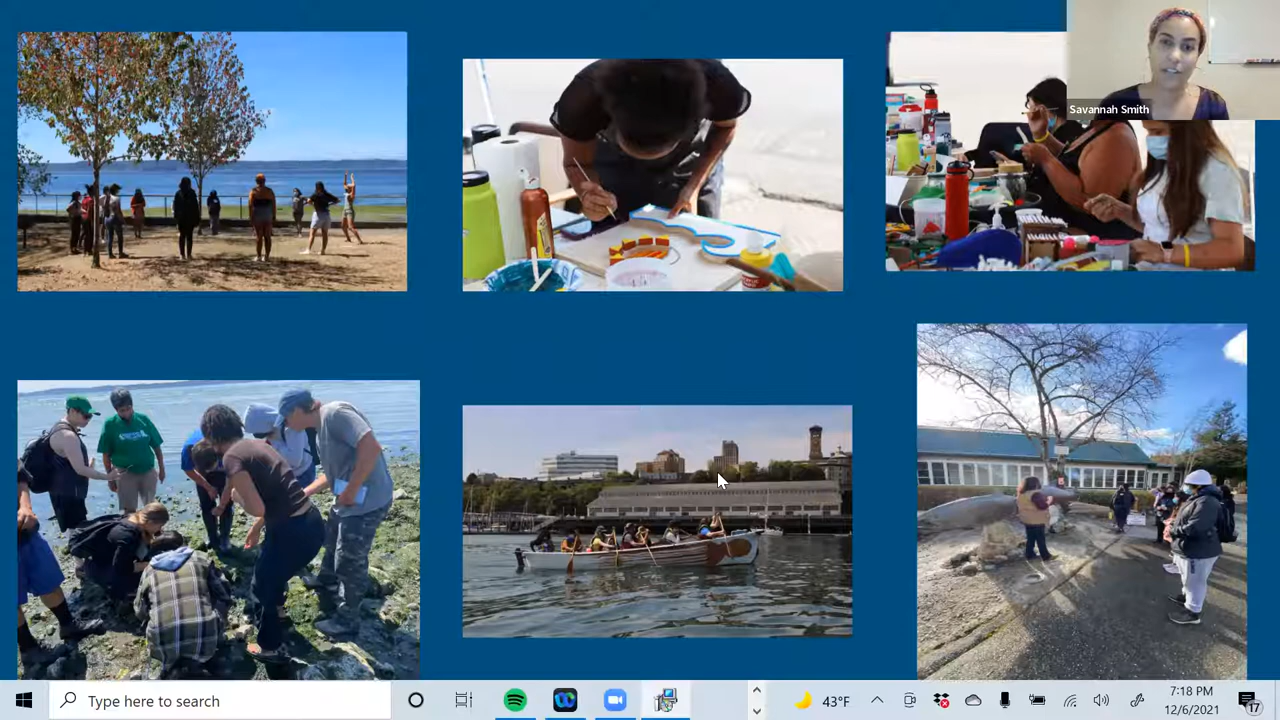 Savannah Smith
Type here to search
43°F
7:18 PM
12/6/2021
17